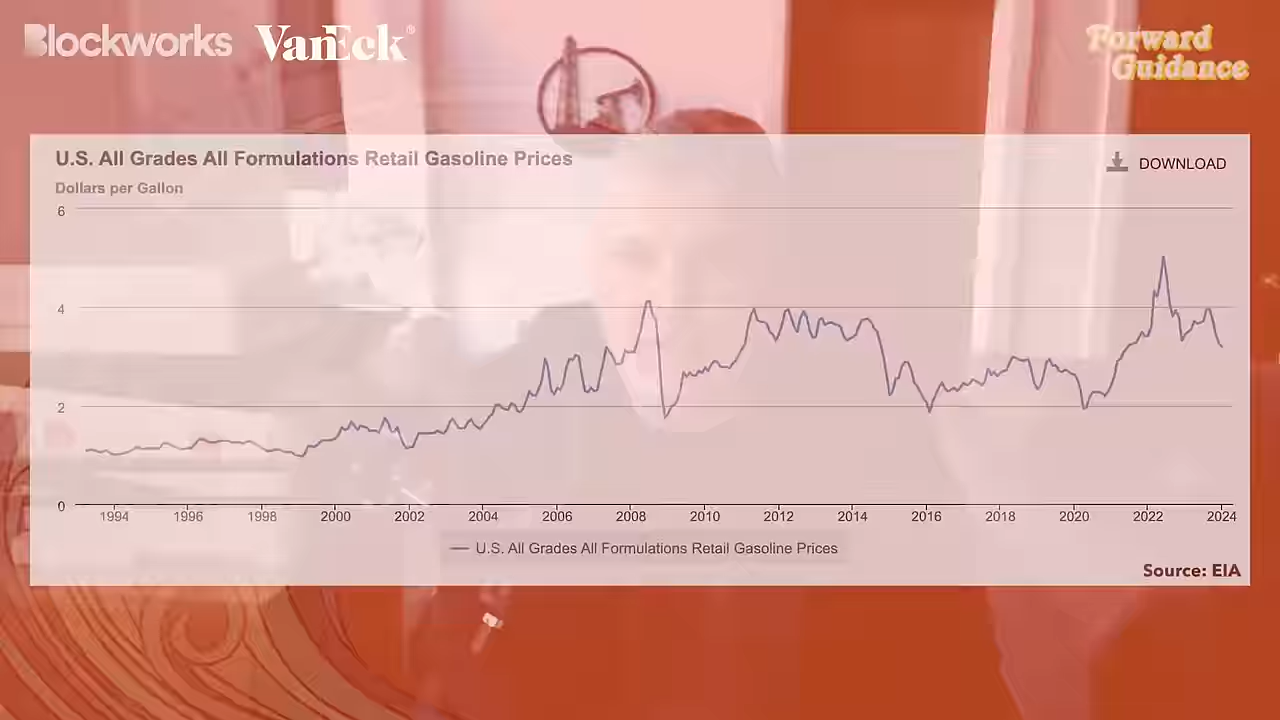 Blockworks VanEck®
Forward
Guidance
U.S. All Grades All Formulations Retail Gasoline Prices
DOWNLOAD
Dollars per Gallon
6
4
2
0
1994 1996 1998 2000 2002 2004 2006 2008 2010 2012 2014 2016 2018 2020 2022 2024
U.S. All Grades All Formulations Retail Gasoline Prices
Source: EIA